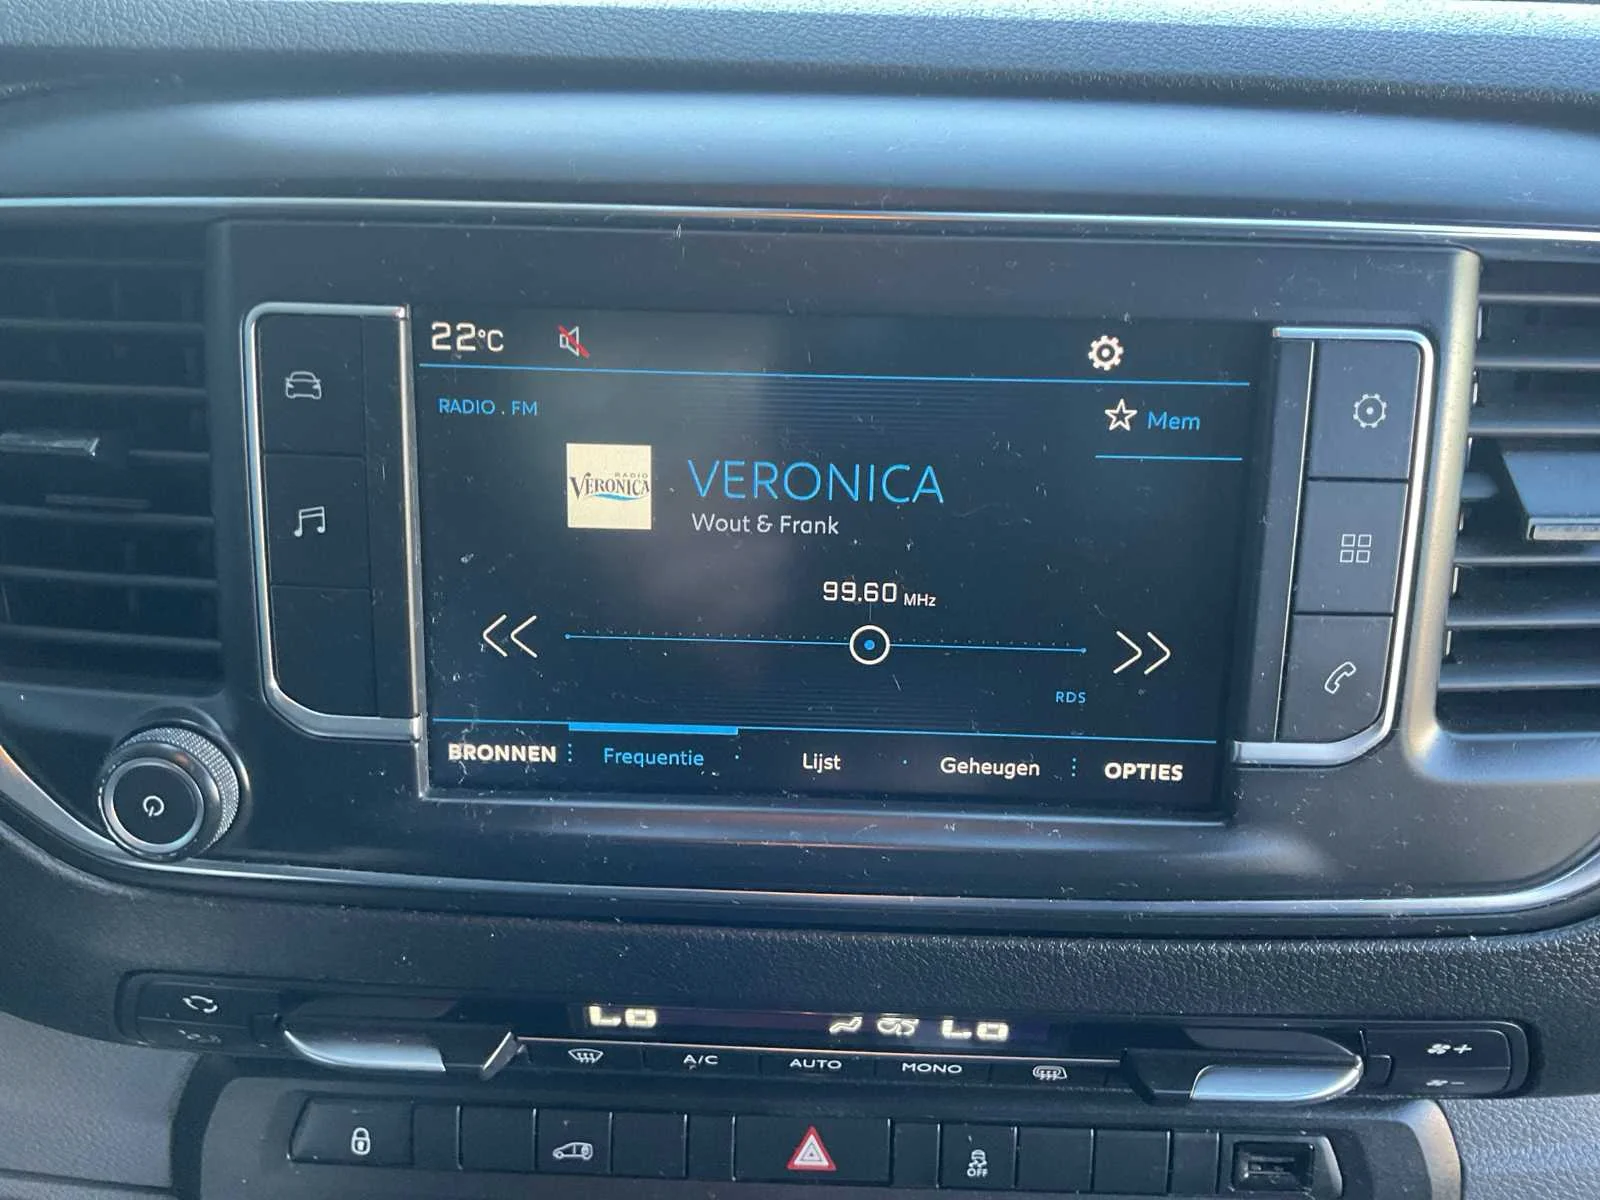 22°C
RADIO . FM
Mem
RADIO
VERONICA
VERONICA
Wout & Frank
99.60 MHz
RDS
BRONNEN
Frequentie
Lijst
Geheugen
OPTIES
Lo
Lo
A/C
AUTO
MONO
OFF